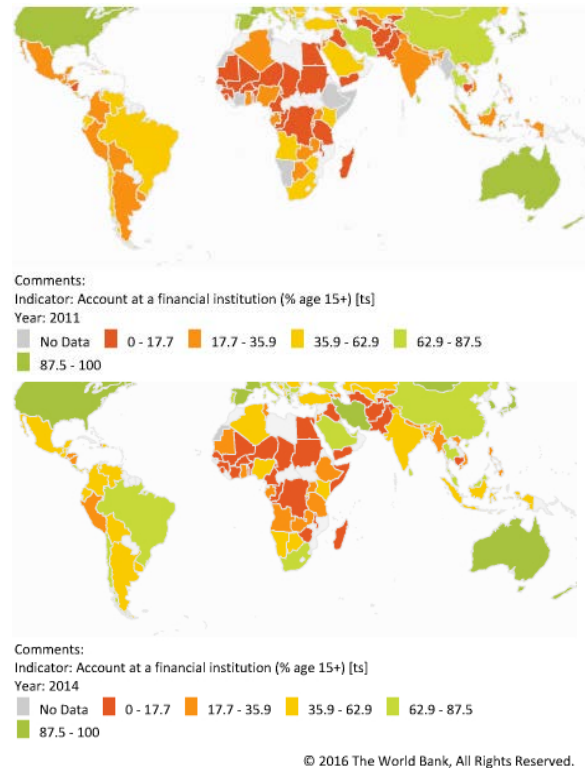 Comments:
Indicator: Account at a financial institution (% age 15+) [ts]
Year: 2011
No Data 0 - 17.7 17.7 - 35.9 35.9 - 62.9 62.9 - 87.5
87.5 - 100
Comments:
Indicator: Account at a financial institution (% age 15+) [ts]
Year: 2014
No Data 0 - 17.7 17.7 - 35.9 35.9 - 62.9 62.9 - 87.5
87.5 - 100
© 2016 The World Bank, All Rights Reserved.